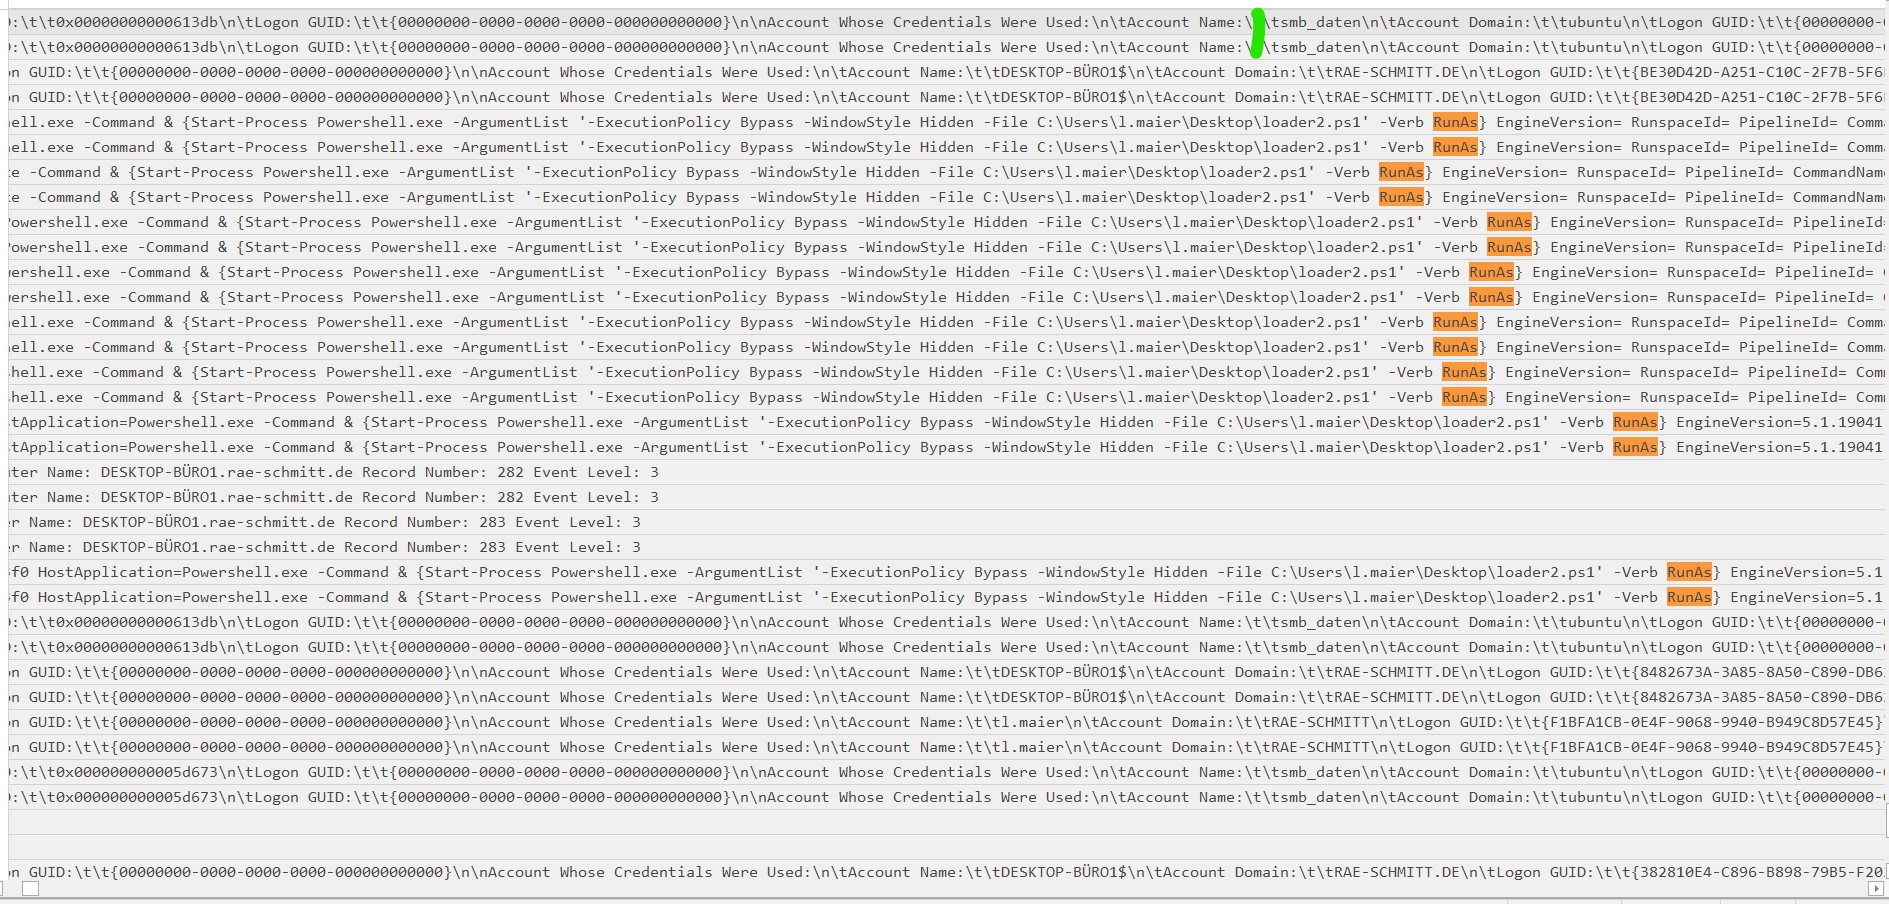 :\t\t0x00000000000613db\n\tLogon GUID:\t\t{00000000-0000-0000-0000-000000000000}\n\nAccount Whose Credentials Were Used:\n\tAccount Name:\t\tsmb_daten\n\tAccount Domain:\t\tubuntu\n\tLogon GUID:\t\t{00000000-
:\t\t0x00000000000613db\n\tLogon GUID:\t\t{00000000-0000-0000-0000-000000000000}\n\nAccount Whose Credentials Were Used:\n\tAccount Name:\t\tsmb_daten\n\tAccount Domain:\t\tubuntu\n\tLogon GUID:\t\t{00000000-
on GUID:\t\t{00000000-0000-0000-0000-000000000000}\n\nAccount Whose Credentials Were Used:\n\tAccount Name:\t\tDESKTOP-BÜRO1$\n\tAccount Domain:\t\tRAE-SCHMITT.DE\n\tLogon GUID:\t\t{BE30D42D-A251-C10C-2F7B-5F6
on GUID:\t\t{00000000-0000-0000-0000-000000000000}\n\nAccount Whose Credentials Were Used:\n\tAccount Name:\t\tDESKTOP-BÜRO1$\n\tAccount Domain:\t\tRAE-SCHMITT.DE\n\tLogon GUID:\t\t{BE30D42D-A251-C10C-2F7B-5F6
ell.exe -Command & {Start-Process Powershell.exe -ArgumentList '-ExecutionPolicy Bypass -WindowStyle Hidden -File C:\Users\l.maier\Desktop\loader2.ps1' -Verb RunAs} EngineVersion= RunspaceId= PipelineId= Comm
ell.exe -Command & {Start-Process Powershell.exe -ArgumentList '-ExecutionPolicy Bypass -WindowStyle Hidden -File C:\Users\l.maier\Desktop\loader2.ps1' -Verb RunAs} EngineVersion= RunspaceId= PipelineId= Comm
e -Command & {Start-Process Powershell.exe -ArgumentList '-ExecutionPolicy Bypass -WindowStyle Hidden -File C:\Users\l.maier\Desktop\loader2.ps1' -Verb RunAs} EngineVersion= RunspaceId= PipelineId= CommandName
e -Command & {Start-Process Powershell.exe -ArgumentList '-ExecutionPolicy Bypass -WindowStyle Hidden -File C:\Users\l.maier\Desktop\loader2.ps1' -Verb RunAs} EngineVersion= RunspaceId= PipelineId= CommandName
Powershell.exe -Command & {Start-Process Powershell.exe -ArgumentList '-ExecutionPolicy Bypass -WindowStyle Hidden -File C:\Users\l.maier\Desktop\loader2.ps1' -Verb RunAs} EngineVersion= RunspaceId= PipelineId=
Powershell.exe -Command & {Start-Process Powershell.exe -ArgumentList '-ExecutionPolicy Bypass -WindowStyle Hidden -File C:\Users\l.maier\Desktop\loader2.ps1' -Verb RunAs} EngineVersion= RunspaceId= PipelineId=
wershell.exe -Command & {Start-Process Powershell.exe -ArgumentList '-ExecutionPolicy Bypass -WindowStyle Hidden -File C:\Users\l.maier\Desktop\loader2.ps1' -Verb RunAs} EngineVersion= RunspaceId= PipelineId=
wershell.exe -Command & {Start-Process Powershell.exe -ArgumentList '-ExecutionPolicy Bypass -WindowStyle Hidden -File C:\Users\l.maier\Desktop\loader2.ps1' -Verb RunAs} EngineVersion= RunspaceId= PipelineId=
ell.exe -Command & {Start-Process Powershell.exe -ArgumentList '-ExecutionPolicy Bypass -WindowStyle Hidden -File C:\Users\l.maier\Desktop\loader2.ps1' -Verb RunAs} EngineVersion= RunspaceId= PipelineId= Comm
ell.exe -Command & {Start-Process Powershell.exe -ArgumentList '-ExecutionPolicy Bypass -WindowStyle Hidden -File C:\Users\l.maier\Desktop\loader2.ps1' -Verb RunAs} EngineVersion= RunspaceId= PipelineId= Comm
hell.exe -Command & {Start-Process Powershell.exe -ArgumentList '-ExecutionPolicy Bypass -WindowStyle Hidden -File C:\Users\l.maier\Desktop\loader2.ps1' -Verb RunAs} EngineVersion= RunspaceId= PipelineId= Com
hell.exe -Command & {Start-Process Powershell.exe -ArgumentList '-ExecutionPolicy Bypass -WindowStyle Hidden -File C:\Users\l.maier\Desktop\loader2.ps1' -Verb RunAs} EngineVersion= RunspaceId= PipelineId= Com
tApplication=Powershell.exe -Command & {Start-Process Powershell.exe -ArgumentList '-ExecutionPolicy Bypass -WindowStyle Hidden -File C:\Users\l.maier\Desktop\loader2.ps1' -Verb RunAs} EngineVersion=5.1.19041
tApplication=Powershell.exe -Command & {Start-Process Powershell.exe -ArgumentList '-ExecutionPolicy Bypass -WindowStyle Hidden -File C:\Users\l.maier\Desktop\loader2.ps1' -Verb RunAs} EngineVersion=5.1.19041
ter Name: DESKTOP-BÜRO1.rae-schmitt.de Record Number: 282 Event Level: 3
ter Name: DESKTOP-BÜRO1.rae-schmitt.de Record Number: 282 Event Level: 3
er Name: DESKTOP-BÜRO1.rae-schmitt.de Record Number: 283 Event Level: 3
er Name: DESKTOP-BÜRO1.rae-schmitt.de Record Number: 283 Event Level: 3
f0 HostApplication=Powershell.exe -Command & {Start-Process Powershell.exe -ArgumentList '-ExecutionPolicy Bypass -WindowStyle Hidden -File C:\Users\l.maier\Desktop\loader2.ps1' -Verb RunAs} EngineVersion=5.1
f0 HostApplication=Powershell.exe -Command & {Start-Process Powershell.exe -ArgumentList '-ExecutionPolicy Bypass -WindowStyle Hidden -File C:\Users\l.maier\Desktop\loader2.ps1' -Verb RunAs} EngineVersion=5.1
:\t\t0x00000000000613db\n\tLogon GUID:\t\t{00000000-0000-0000-0000-000000000000}\n\nAccount Whose Credentials Were Used:\n\tAccount Name:\t\tsmb_daten\n\tAccount Domain:\t\tubuntu\n\tLogon GUID:\t\t{00000000-
:\t\t0x00000000000613db\n\tLogon GUID:\t\t{00000000-0000-0000-0000-000000000000}\n\nAccount Whose Credentials Were Used:\n\tAccount Name:\t\tsmb_daten\n\tAccount Domain:\t\tubuntu\n\tLogon GUID:\t\t{00000000-
on GUID:\t\t{00000000-0000-0000-0000-000000000000}\n\nAccount Whose Credentials Were Used:\n\tAccount Name:\t\tDESKTOP-BÜRO1$\n\tAccount Domain:\t\tRAE-SCHMITT.DE\n\tLogon GUID:\t\t{8482673A-3A85-8A50-C890-DB6
on GUID:\t\t{00000000-0000-0000-0000-000000000000}\n\nAccount Whose Credentials Were Used:\n\tAccount Name:\t\tDESKTOP-BÜRO1$\n\tAccount Domain:\t\tRAE-SCHMITT.DE\n\tLogon GUID:\t\t{8482673A-3A85-8A50-C890-DB6
on GUID:\t\t{00000000-0000-0000-0000-000000000000}\n\nAccount Whose Credentials Were Used:\n\tAccount Name:\t\tl.maier\n\tAccount Domain:\t\tRAE-SCHMITT\n\tLogon GUID:\t\t{F1BFA1CB-0E4F-9068-9940-B949C8D57E45}
on GUID:\t\t{00000000-0000-0000-0000-000000000000}\n\nAccount Whose Credentials Were Used:\n\tAccount Name:\t\tl.maier\n\tAccount Domain:\t\tRAE-SCHMITT\n\tLogon GUID:\t\t{F1BFA1CB-0E4F-9068-9940-B949C8D57E45}
:\t\t0x000000000005d673\n\tLogon GUID:\t\t{00000000-0000-0000-0000-000000000000}\n\nAccount Whose Credentials Were Used:\n\tAccount Name:\t\tsmb_daten\n\tAccount Domain:\t\tubuntu\n\tLogon GUID:\t\t{00000000-
:\t\t0x000000000005d673\n\tLogon GUID:\t\t{00000000-0000-0000-0000-000000000000}\n\nAccount Whose Credentials Were Used:\n\tAccount Name:\t\tsmb_daten\n\tAccount Domain:\t\tubuntu\n\tLogon GUID:\t\t{00000000-
on GUID:\t\t{00000000-0000-0000-0000-000000000000}\n\nAccount Whose Credentials Were Used:\n\tAccount Name:\t\tDESKTOP-BÜRO1$\n\tAccount Domain:\t\tRAE-SCHMITT.DE\n\tLogon GUID:\t\t{382810E4-C896-B898-79B5-F20